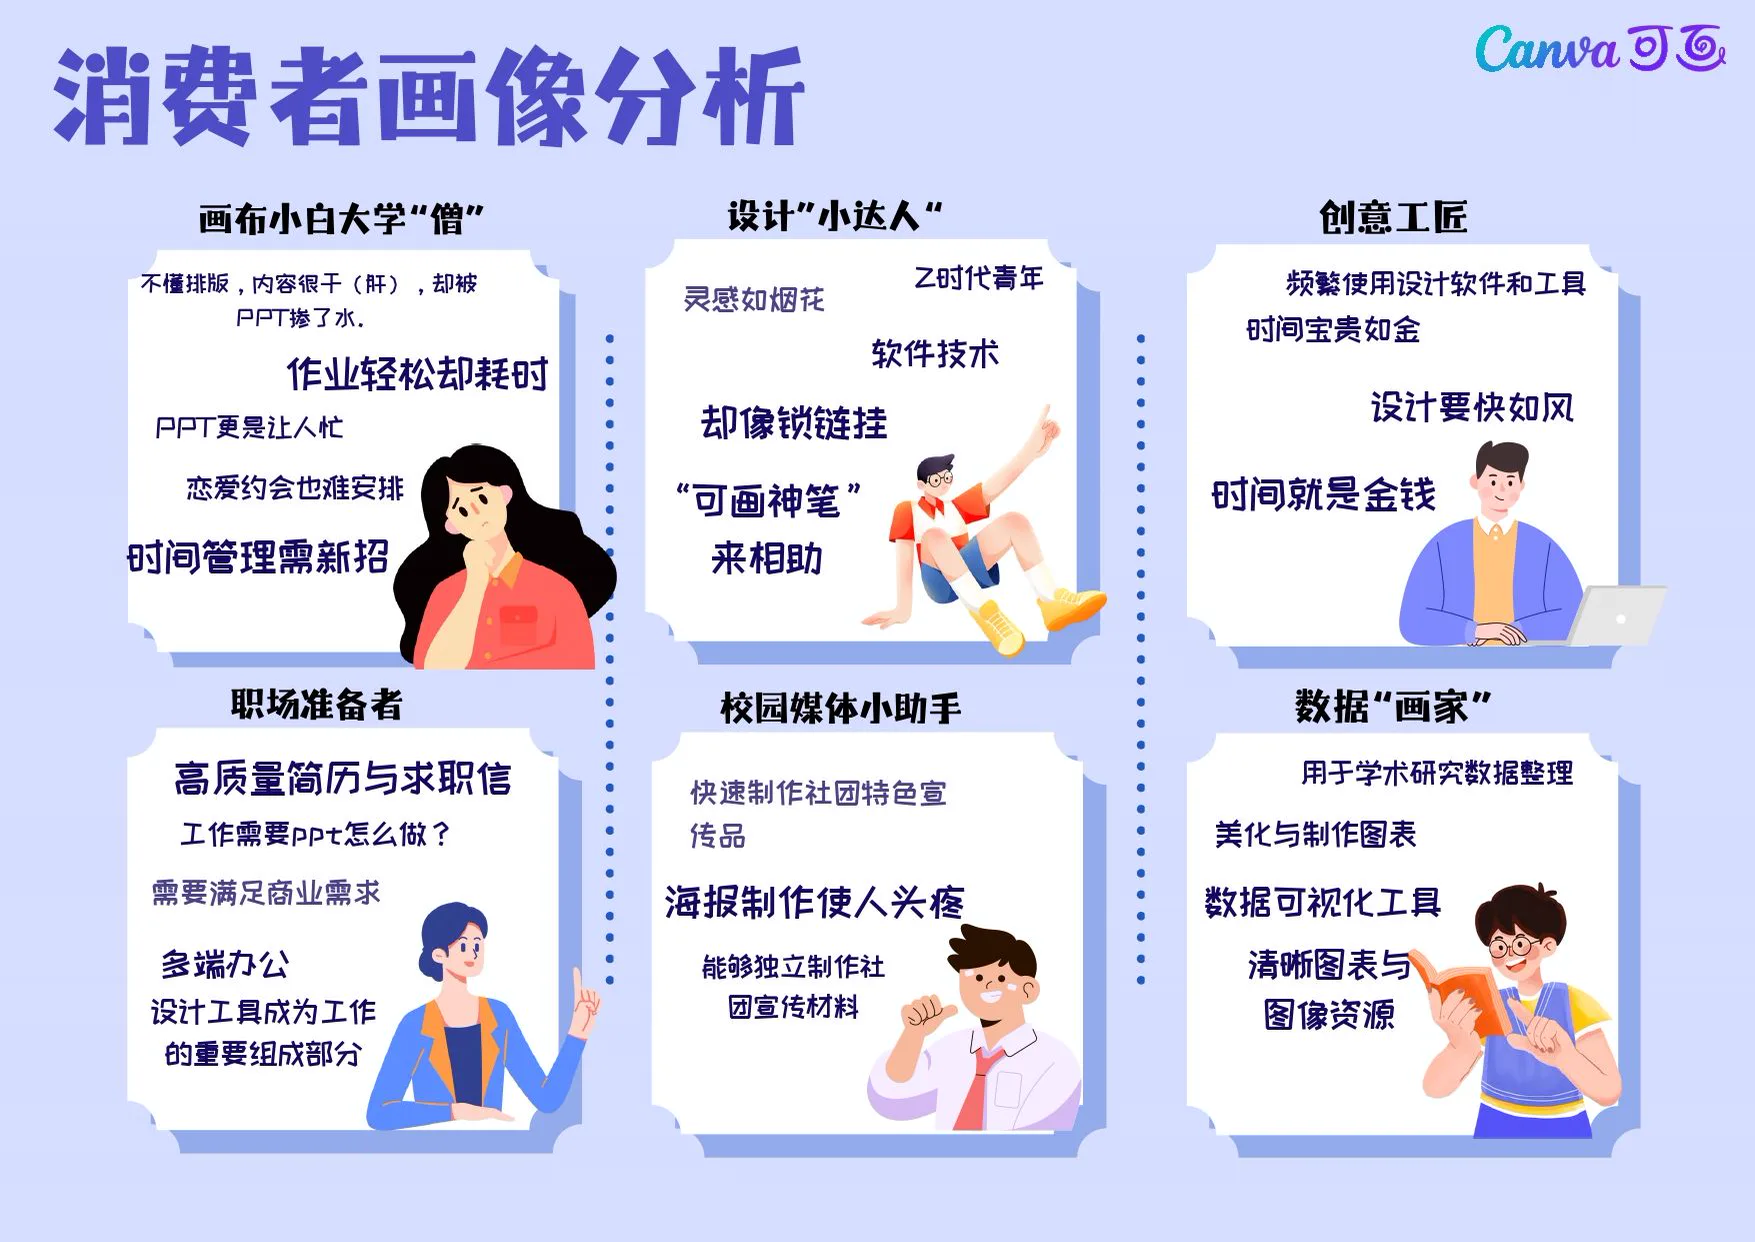 消费者画像分析
Canva可画
画布小白大学“僧”
不懂排版，内容很干（肝），却被
PPT掺了水.
作业轻松却耗时
PPT更是让人忙
恋爱约会也难安排
时间管理需新招
设计”小达人“
Z时代青年
灵感如烟花
软件技术
却像锁链挂
“可画神笔”
来相助
创意工匠
频繁使用设计软件和工具
时间宝贵如金
设计要快如风
时间就是金钱
职场准备者
高质量简历与求职信
工作需要ppt怎么做？
需要满足商业需求
多端办公
设计工具成为工作
的重要组成部分
校园媒体小助手
快速制作社团特色宣
传品
海报制作使人头疼
能够独立制作社
团宣传材料
数据“画家”
用于学术研究数据整理
美化与制作图表
数据可视化工具
清晰图表与
图像资源